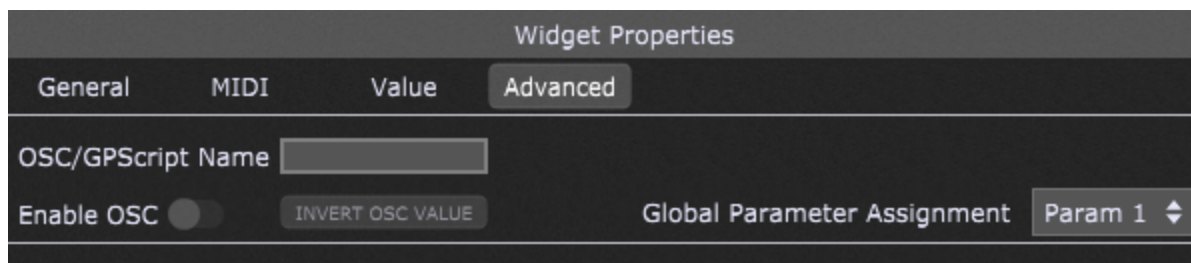 Widget Properties
General MIDI Value Advanced
OSC/GPScript Name
Enable OSC INVERT OSC VALUE Global Parameter Assignment Param 1